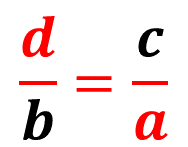 d/b = c/a